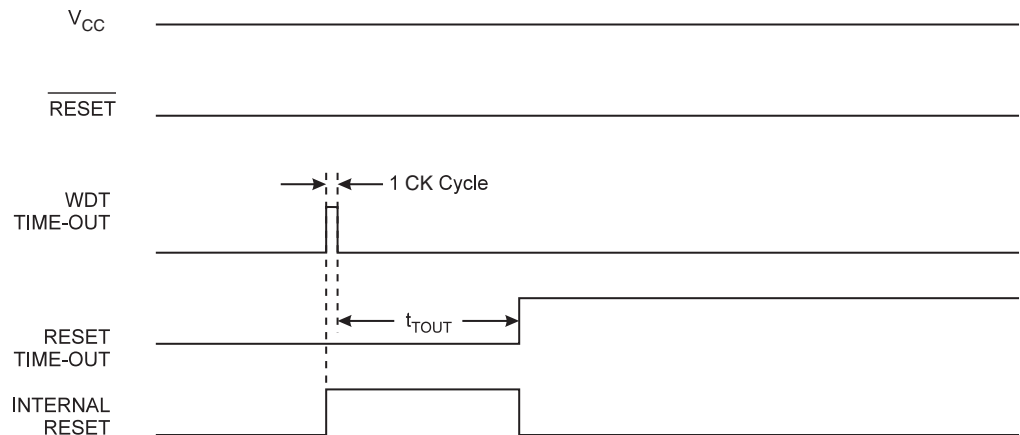 VCC
RESET
1 CK Cycle
WDT
TIME-OUT
tTOUT
RESET
TIME-OUT
INTERNAL
RESET